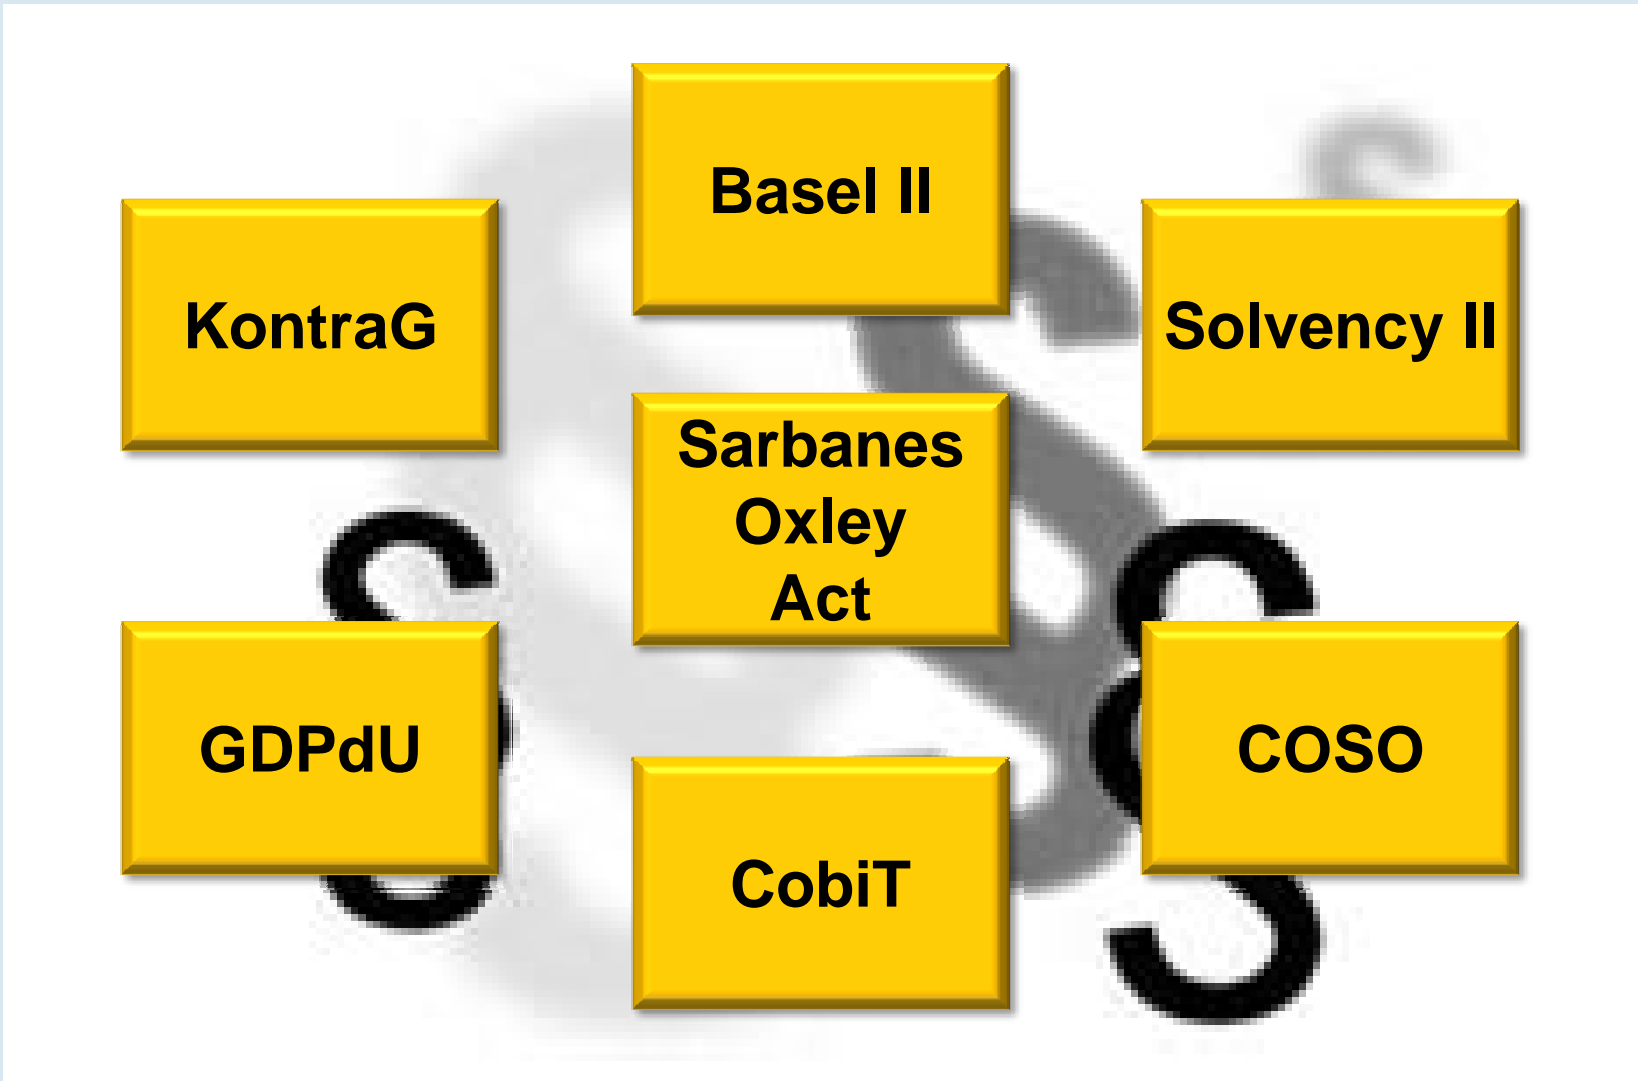 Basel II
KontraG
Solvency II
Sarbanes
Oxley
Act
GDPdU
COSO
CobiT